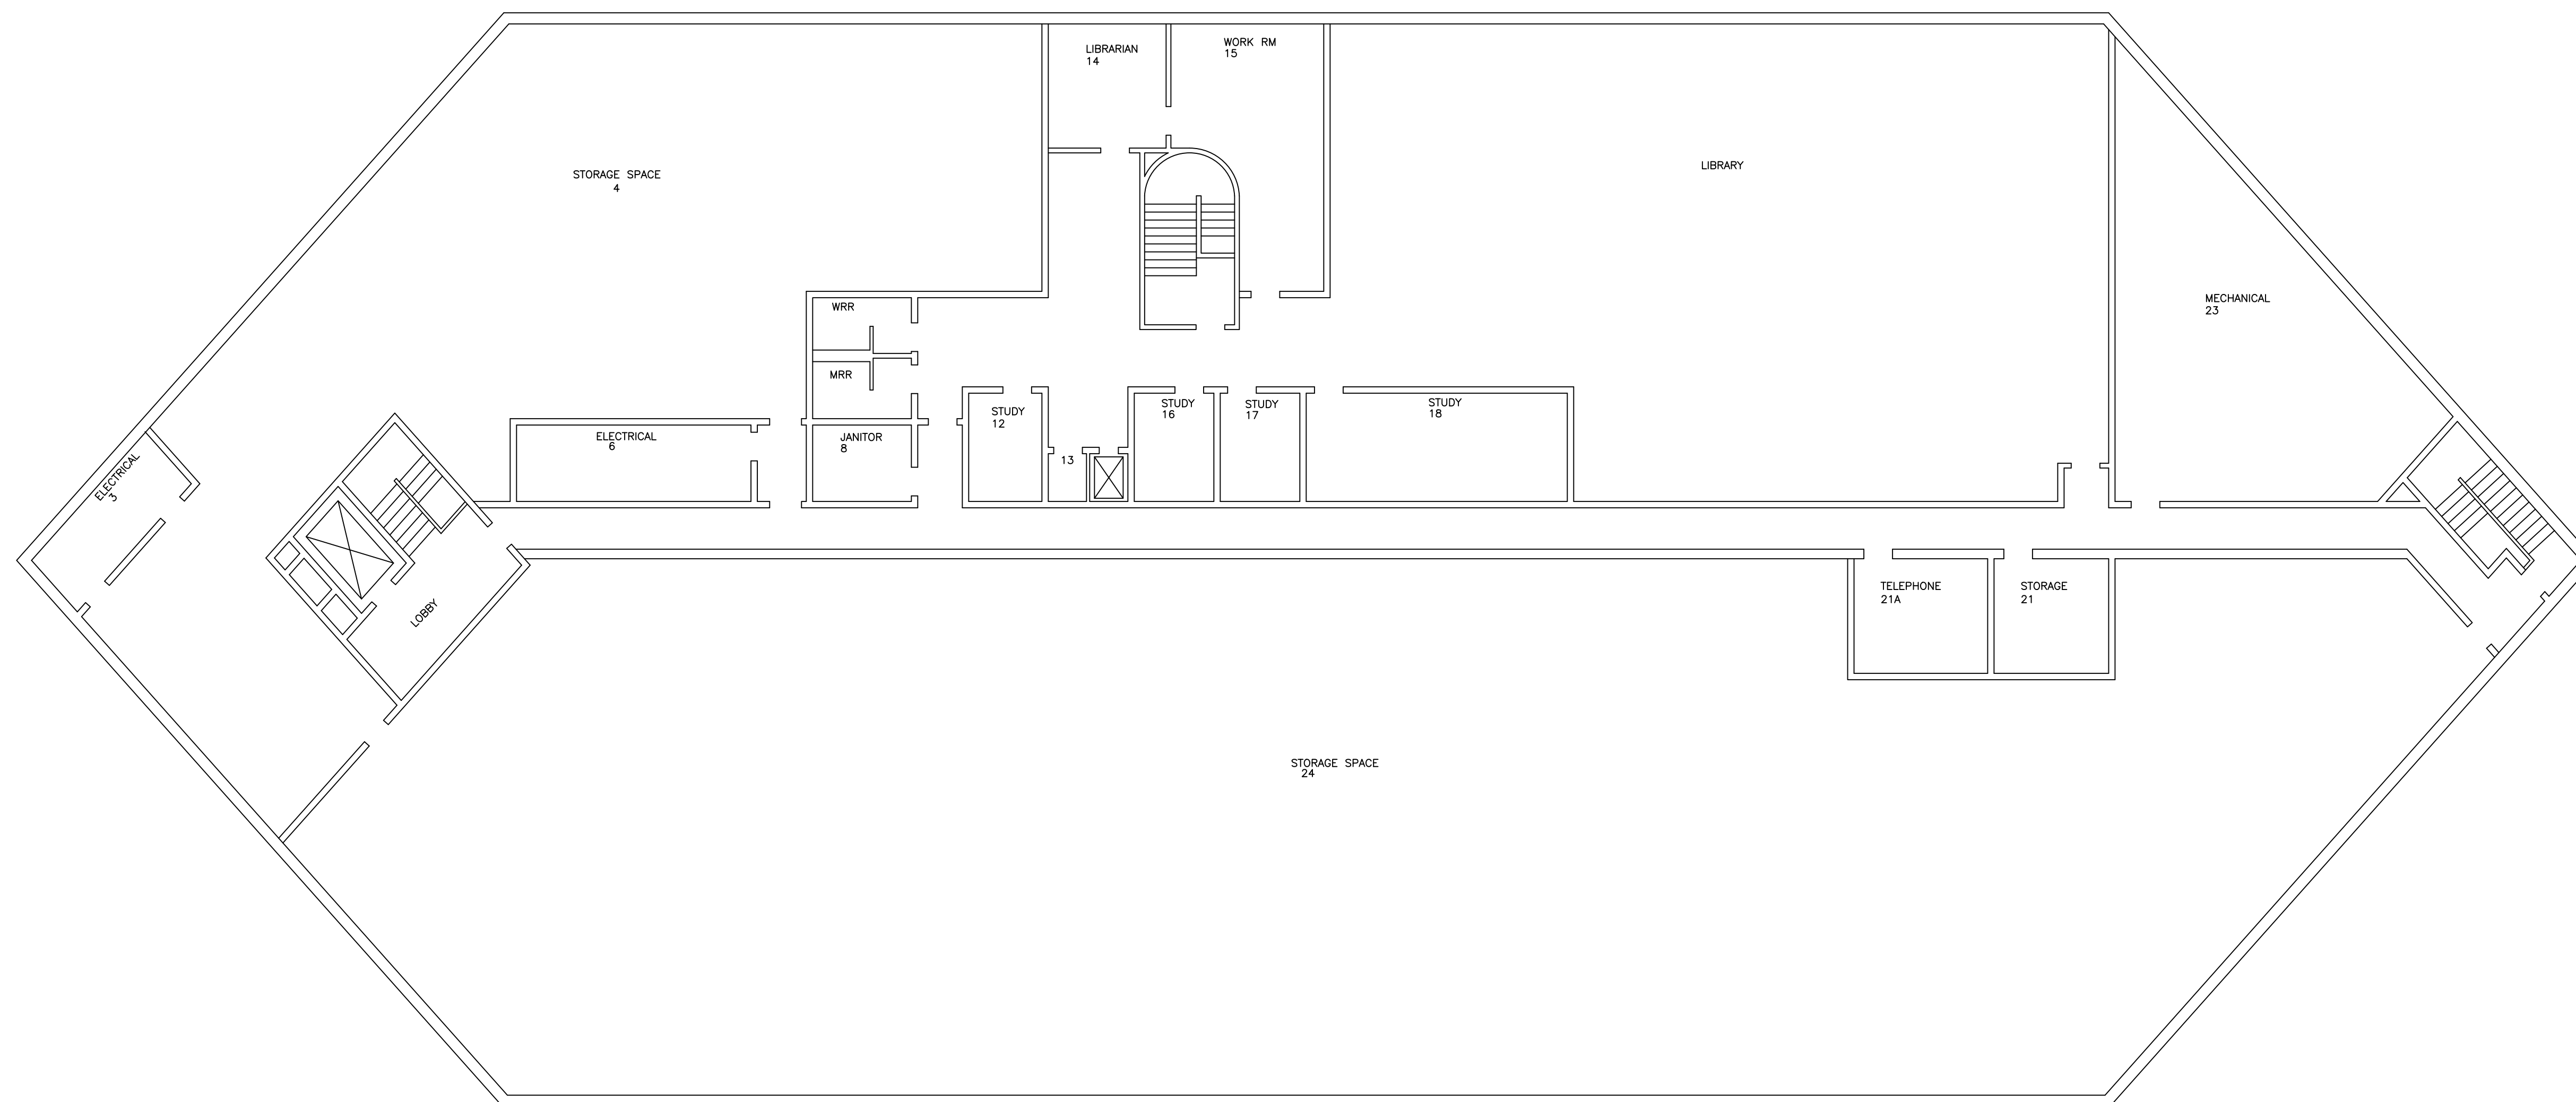 LIBRARIAN
14
WORK RM
15
STORAGE SPACE
4
LIBRARY
MECHANICAL
23
WRR
MRR
STUDY
12
STUDY
16
STUDY
17
STUDY
18
ELECTRICAL
6
JANITOR
8
13
ELECTRICAL
3
LOBBY
TELEPHONE
21A
STORAGE
21
STORAGE SPACE
24